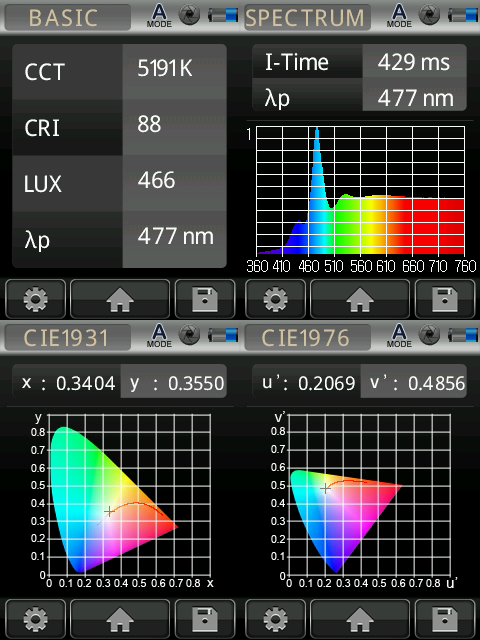 BASIC
A
MODE
CCT 5191K
CRI 88
LUX 466
λp 477 nm
SPECTRUM
A
MODE
I-Time 429 ms
λp 477 nm
1
360 410 460 510 560 610 660 710 760
CIE1931
A
MODE
x : 0.3404 y : 0.3550
y
0.8
0.7
0.6
0.5
0.4
0.3
0.2
0.1
0
0 0.1 0.2 0.3 0.4 0.5 0.6 0.7 0.8 x
CIE1976
A
MODE
u': 0.2069 v': 0.4856
v'
0.8
0.7
0.6
0.5
0.4
0.3
0.2
0.1
0
0 0.1 0.2 0.3 0.4 0.5 0.6 0.7 0.8 u'